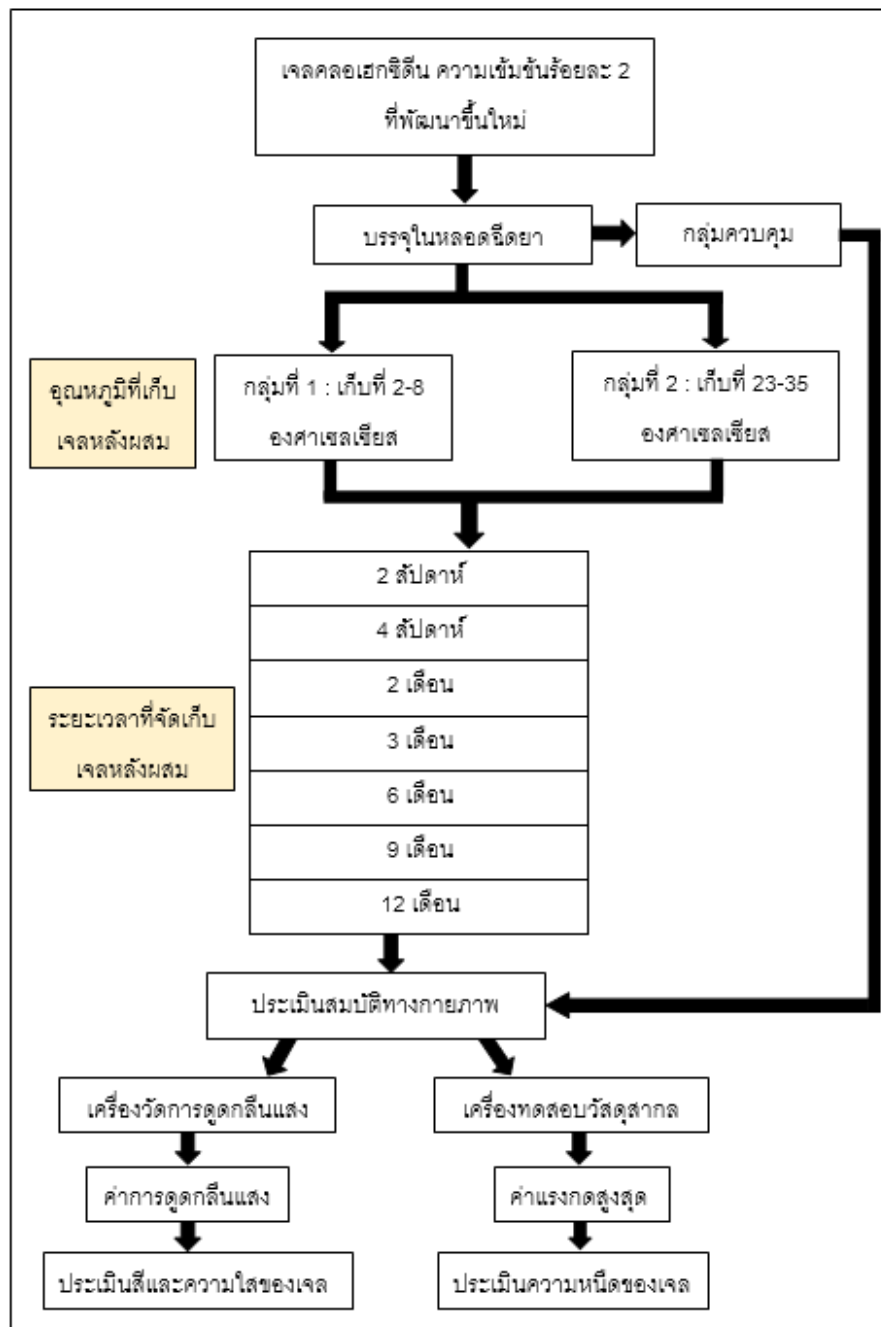 เจลคลอเฮกซิดีน ความเข้มข้นร้อยละ 2
ที่พัฒนาขึ้นใหม่
บรรจุในหลอดฉีดยา
กลุ่มควบคุม
อุณหภูมิที่เก็บ
เจลหลังผสม
กลุ่มที่ 1 : เก็บที่ 2-8
องศาเซลเซียส
กลุ่มที่ 2 : เก็บที่ 23-35
องศาเซลเซียส
2 สัปดาห์
4 สัปดาห์
2 เดือน
3 เดือน
6 เดือน
9 เดือน
12 เดือน
ระยะเวลาที่จัดเก็บ
เจลหลังผสม
ประเมินสมบัติทางกายภาพ
เครื่องวัดการดูดกลืนแสง
เครื่องทดสอบวัสดุสากล
ค่าการดูดกลืนแสง
ค่าแรงกดสูงสุด
ประเมินสีและความใสของเจล
ประเมินความหนืดของเจล